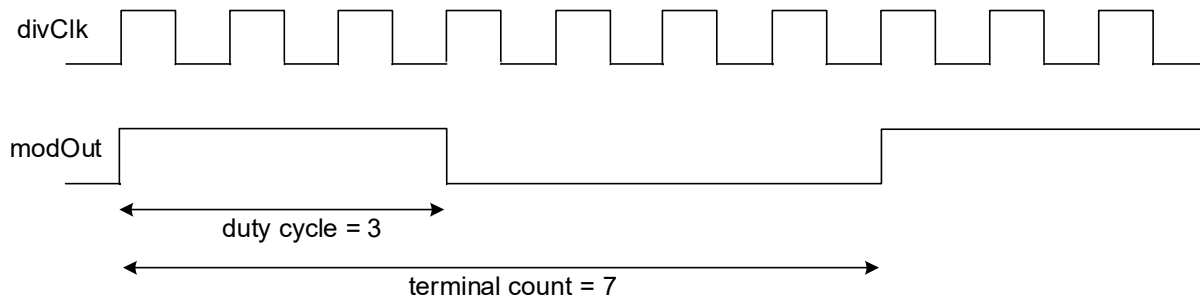 divClk
modOut
duty cycle = 3
terminal count = 7